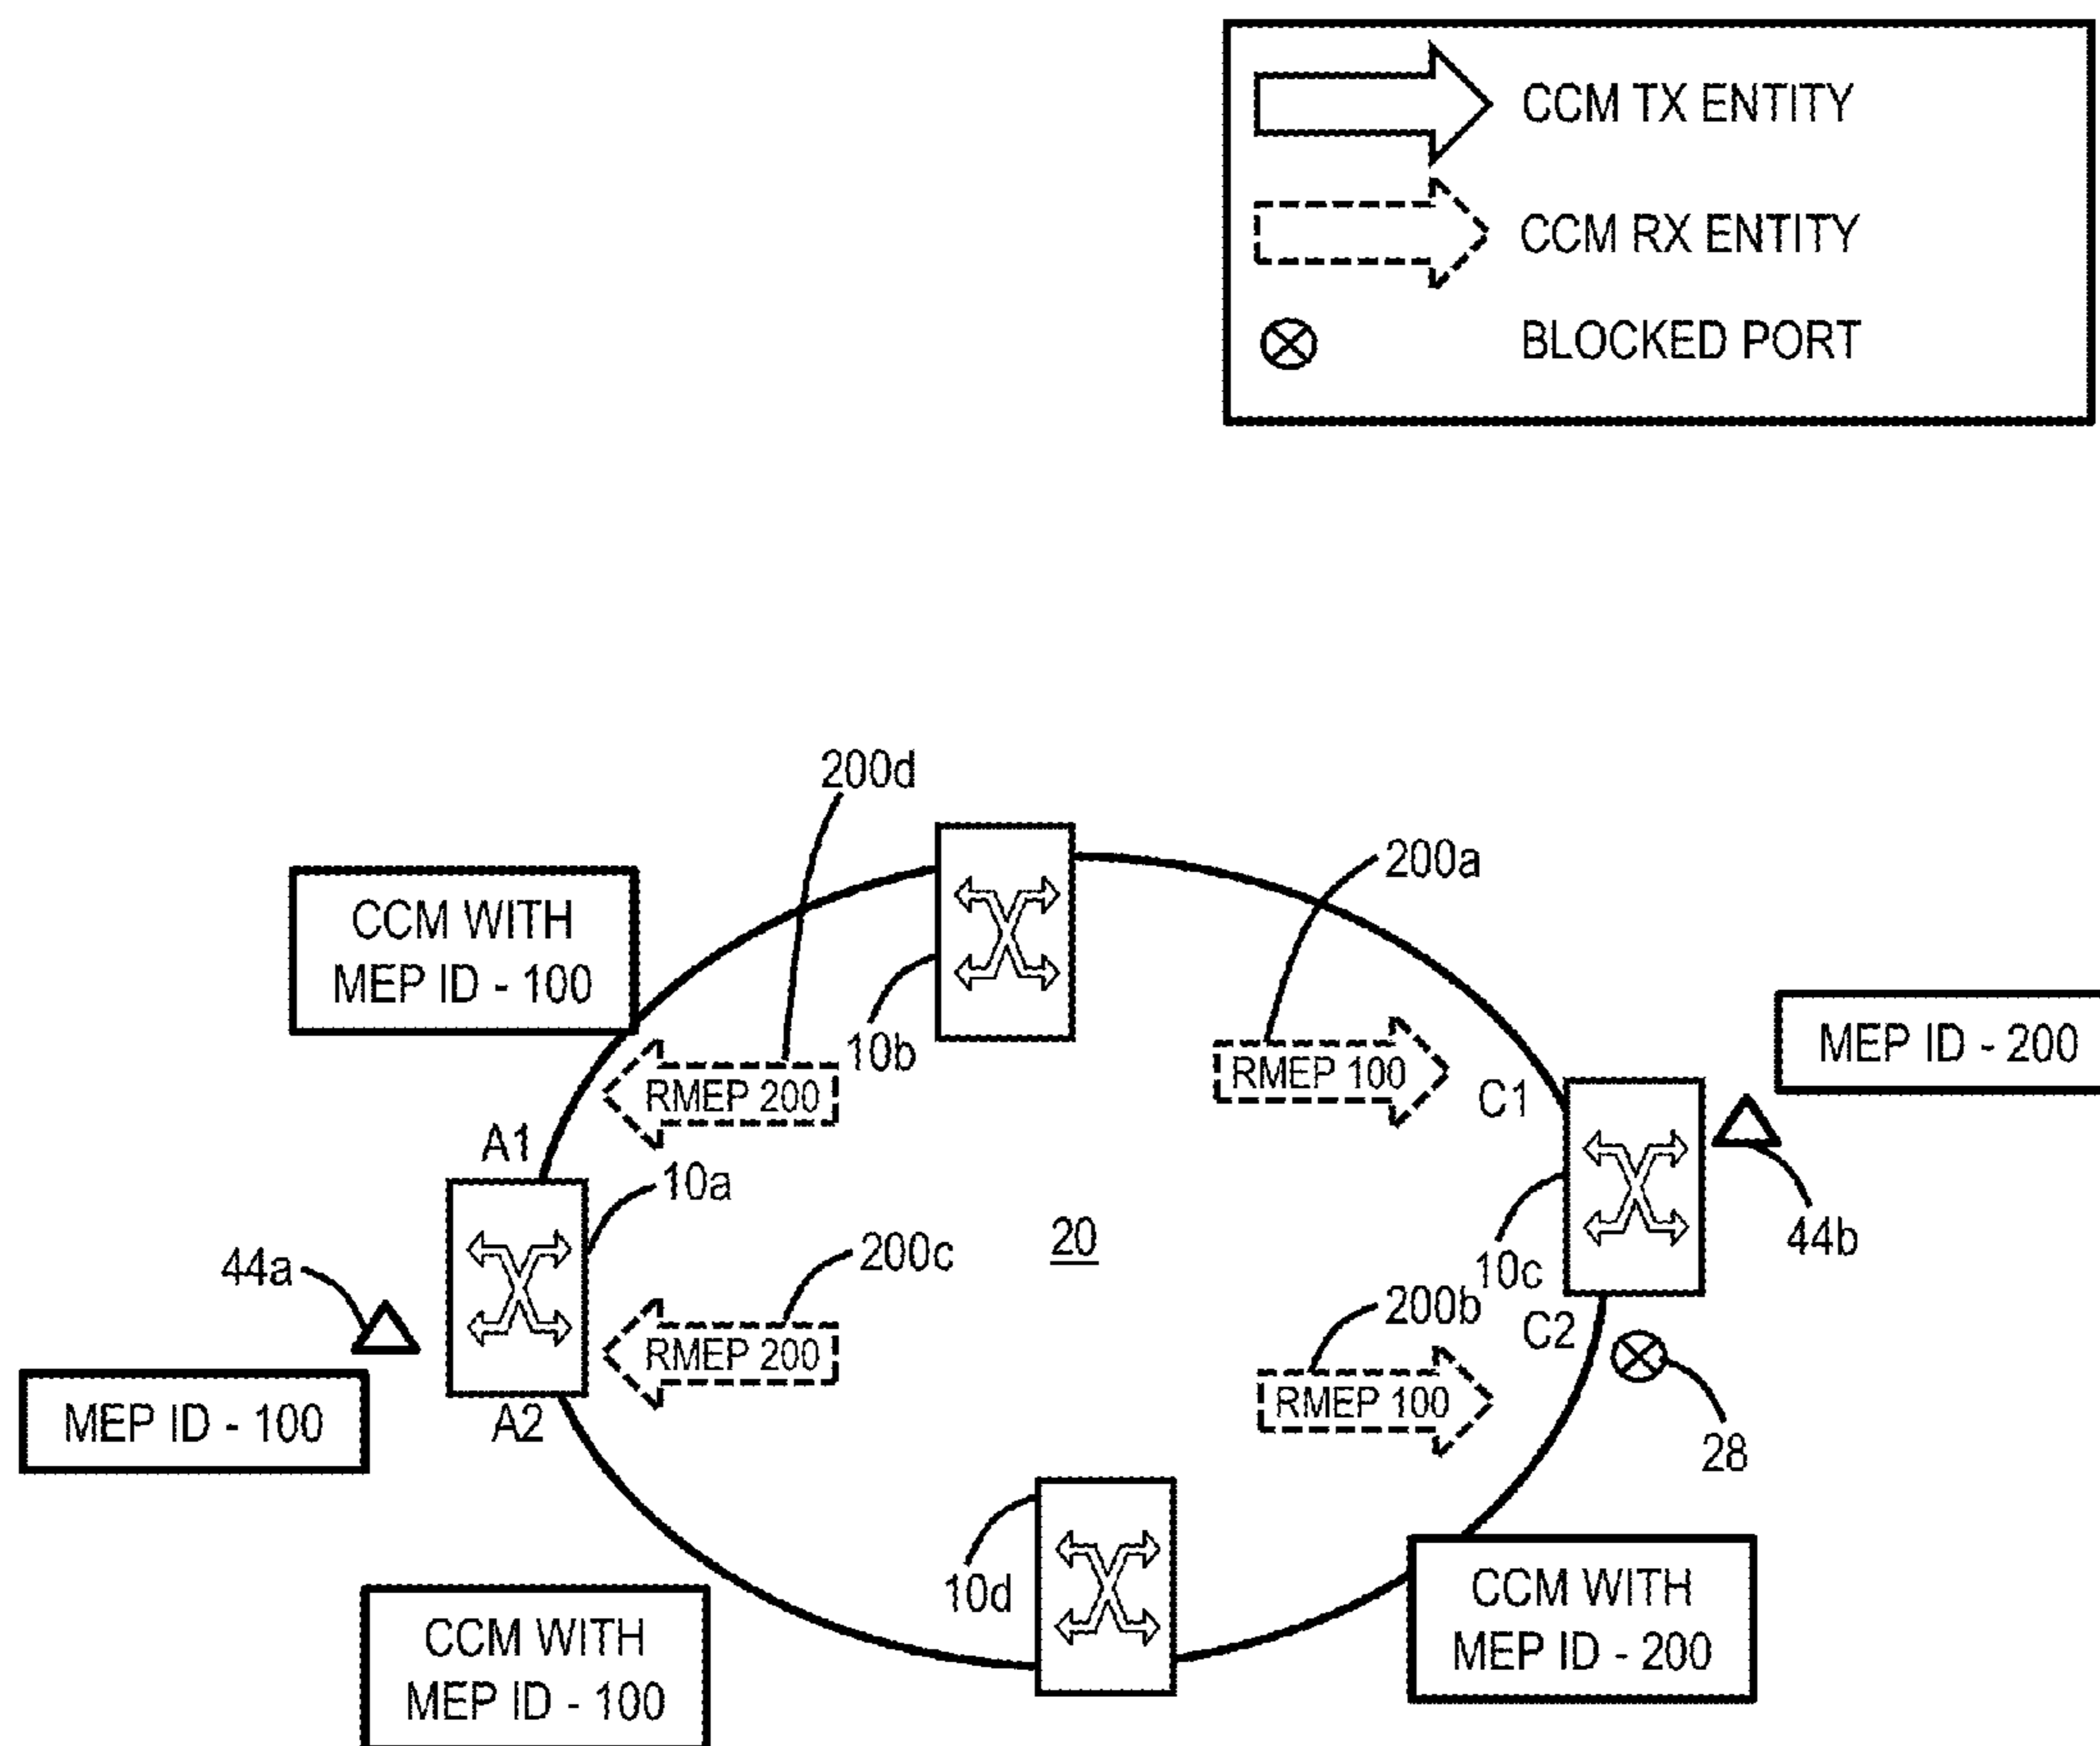 CCM TX ENTITY
CCM RX ENTITY
BLOCKED PORT
200d
200a
CCM WITH
MEP ID - 100
10b
RMEP 200
RMEP 100
C1
MEP ID - 200
A1
10a
44a
200c
20
10c
44b
200b
C2
RMEP 200
RMEP 100
MEP ID - 100
A2
28
10d
CCM WITH
MEP ID - 200
CCM WITH
MEP ID - 100